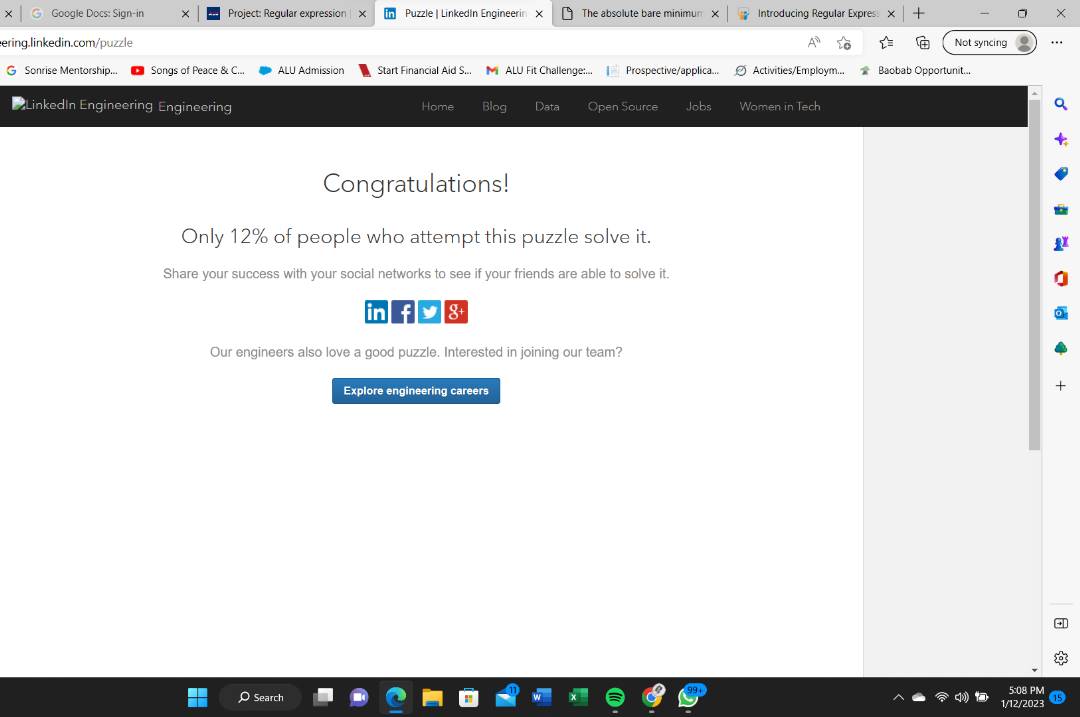 Google Docs: Sign-in
Project: Regular expression
Puzzle | LinkedIn Engineerin
The absolute bare minimum
Introducing Regular Express
eering.linkedin.com/puzzle
Not syncing
Sonrise Mentorship...
Songs of Peace & C...
ALU Admission
Start Financial Aid S...
ALU Fit Challenge:...
Prospective/applica...
Activities/Employm...
Baobab Opportunit...
LinkedIn Engineering Engineering
Home
Blog
Data
Open Source
Jobs
Women in Tech
Congratulations!
Only 12% of people who attempt this puzzle solve it.
Share your success with your social networks to see if your friends are able to solve it.
Our engineers also love a good puzzle. Interested in joining our team?
Explore engineering careers
Search
11
99+
5:08 PM
1/12/2023
15